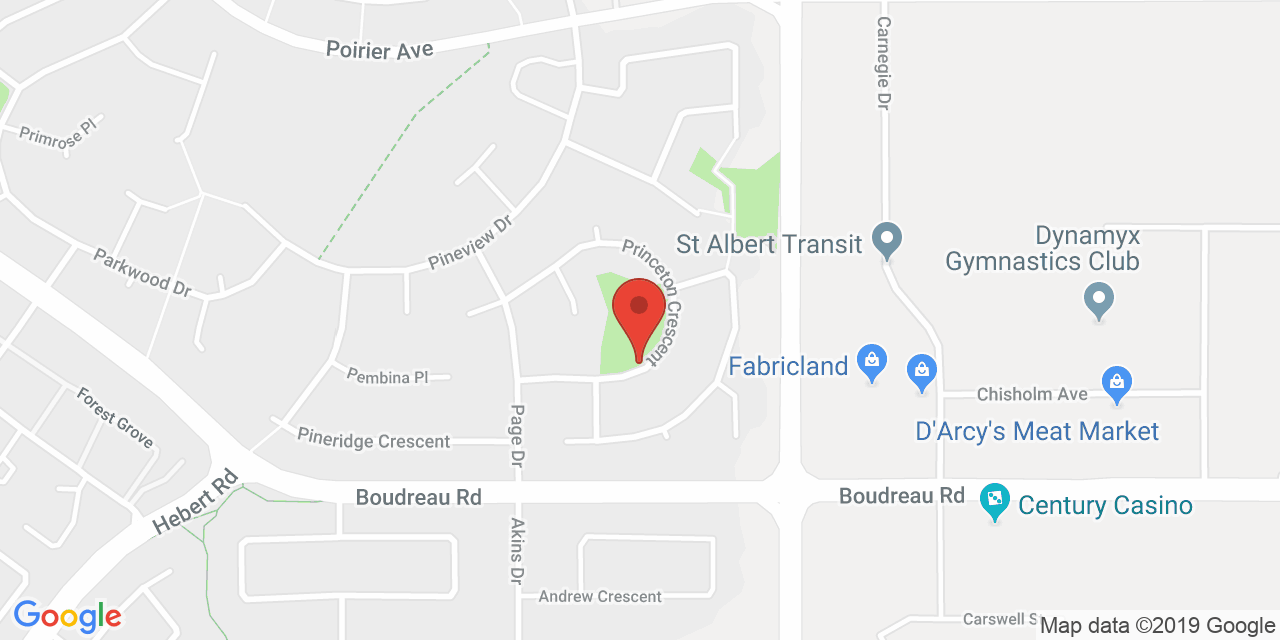 Poirier Ave
Carnegie Dr
Primrose Pl
Pineview Dr
Princeton Crescent
St Albert Transit
Dynamyx
Gymnastics Club
Parkwood Dr
Fabricland
Pembina Pl
Chisholm Ave
D'Arcy's Meat Market
Forest Grove
Pineridge Crescent
Page Dr
Hebert Rd
Boudreau Rd
Boudreau Rd
Century Casino
Akins Dr
Andrew Crescent
Google
Carswell
Map data ©2019 Google